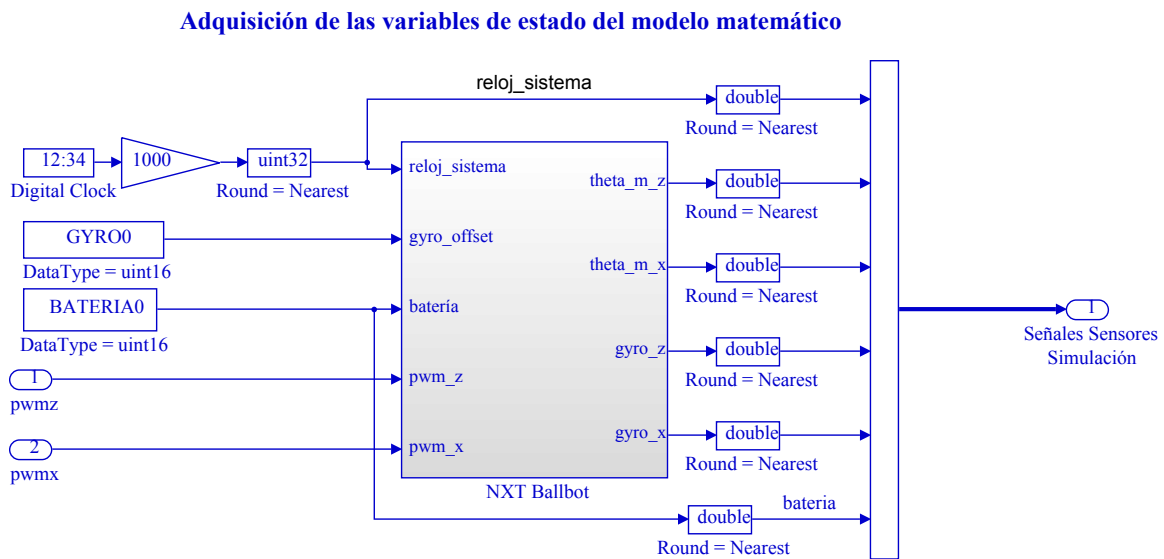 Adquisición de las variables de estado del modelo matemático
reloj_sistema
double
Round = Nearest
12:34
Digital Clock
1000
uint32
Round = Nearest
reloj_sistema
theta_m_z
double
Round = Nearest
GYRO0
DataType = uint16
gyro_offset
theta_m_x
double
Round = Nearest
BATERIA0
DataType = uint16
batería
1
Señales Sensores
Simulación
gyro_z
double
Round = Nearest
1
pwmz
pwm_z
gyro_x
double
Round = Nearest
2
pwmx
pwm_x
NXT Ballbot
double
Round = Nearest
bateria